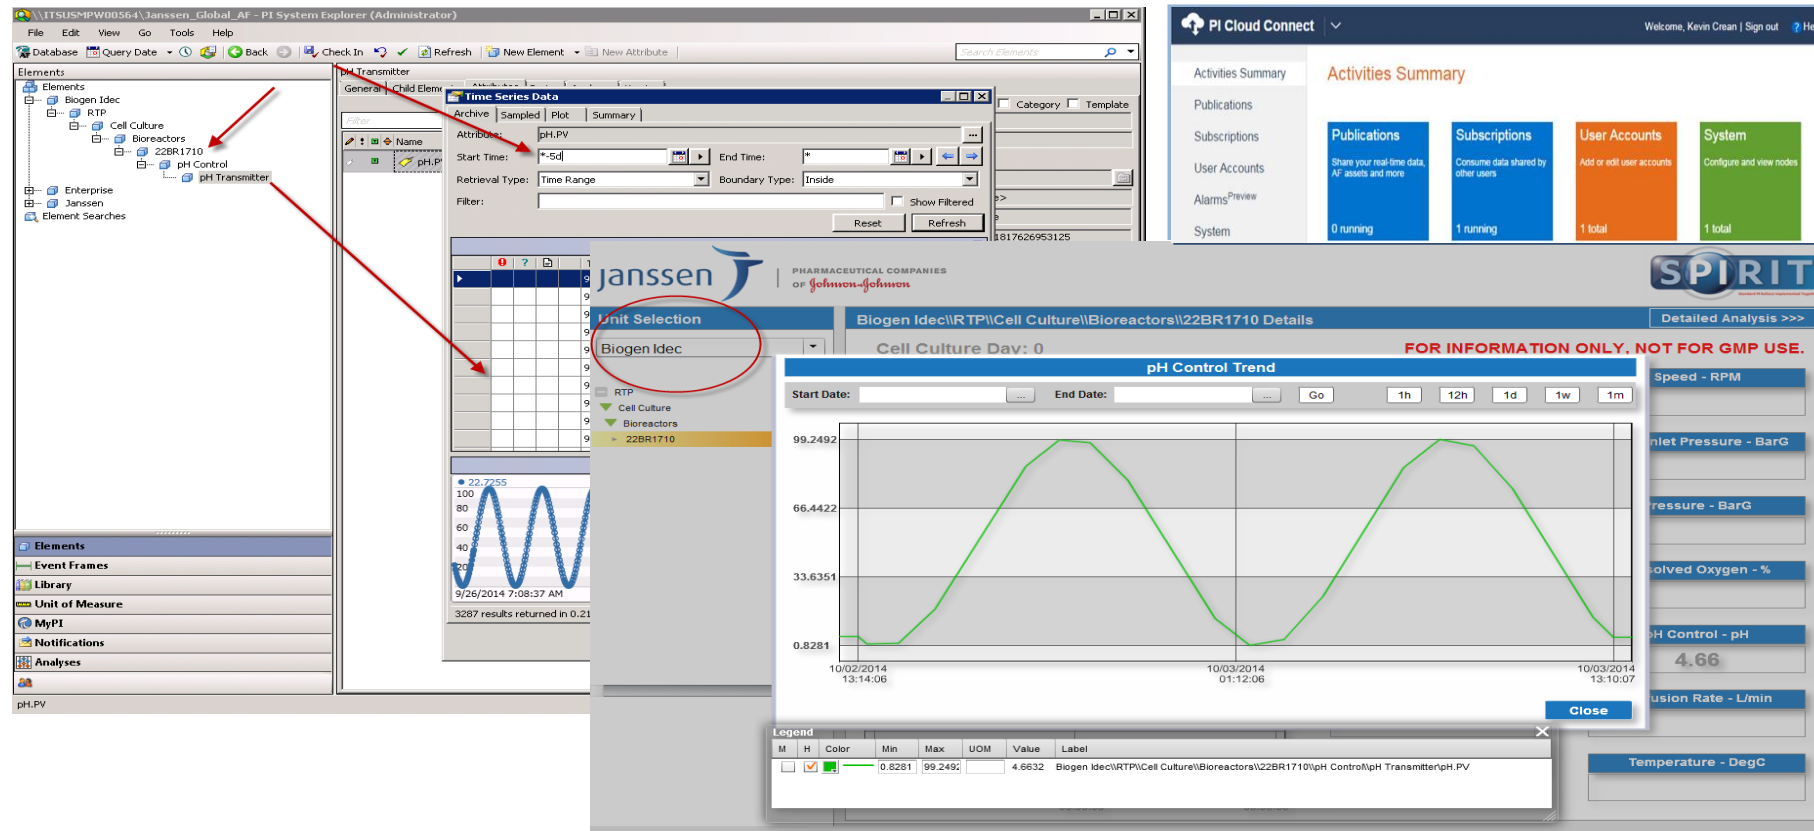 \\ITSUSMPW00564\Janssen_Global_AF - PI System Explorer (Administrator)
File Edit View Go Tools Help
Database Query Date Back Check In Refresh New Element New Attribute
Search Elements
Elements
Elements
Biogen Idec
RTP
Cell Culture
Bioreactors
22BR1710
pH Control
pH Transmitter
Enterprise
Janssen
Element Searches
Elements
Event Frames
Library
Unit of Measure
MyPI
Notifications
Analyses
pH.PV
pH Transmitter
General Child Eleme
Filter
Name
pH.P
Category Template
Time Series Data
Archive Sampled Plot Summary
Attribute: pH.PV ...
Start Time: *-5d End Time: *
Retrieval Type: Time Range Boundary Type: Inside
Filter: Show Filtered
Reset Refresh
1817626953125
22.7255
100
80
60
40
20
9/26/2014 7:08:37 AM
3287 results returned in 0.21
PI Cloud Connect
Welcome, Kevin Crean | Sign out ? He
Activities Summary
Publications
Subscriptions
User Accounts
Alarms Preview
System
Activities Summary
Publications
Share your real-time data,
AF assets and more
0 running
Subscriptions
Consume data shared by
other users
1 running
User Accounts
Add or edit user accounts
1 total
System
Configure and view nodes
1 total
janssen
PHARMACEUTICAL COMPANIES
OF Johnson-Johnson
SPIRIT
Unit Selection
Biogen Idec
RTP
Cell Culture
Bioreactors
22BR1710
Biogen Idec\\RTP\\Cell Culture\\Bioreactors\\22BR1710 Details
Detailed Analysis >>>
Cell Culture Day: 0
FOR INFORMATION ONLY, NOT FOR GMP USE.
pH Control Trend
Start Date: ... End Date: ... Go 1h 12h 1d 1w 1m
99.2492
66.4422
33.6351
0.8281
10/02/2014
13:14:06
10/03/2014
01:12:06
10/03/2014
13:10:07
Close
Speed - RPM
nlet Pressure - BarG
ressure - BarG
solved Oxygen - %
pH Control - pH
4.66
usion Rate - L/min
Temperature - DegC
Legend
M H Color Min Max UOM Value Label
0.8281 99.2492 4.6632 Biogen Idec\\RTP\\Cell Culture\\Bioreactors\\22BR1710\\pH Control\\pH Transmitter\pH.PV